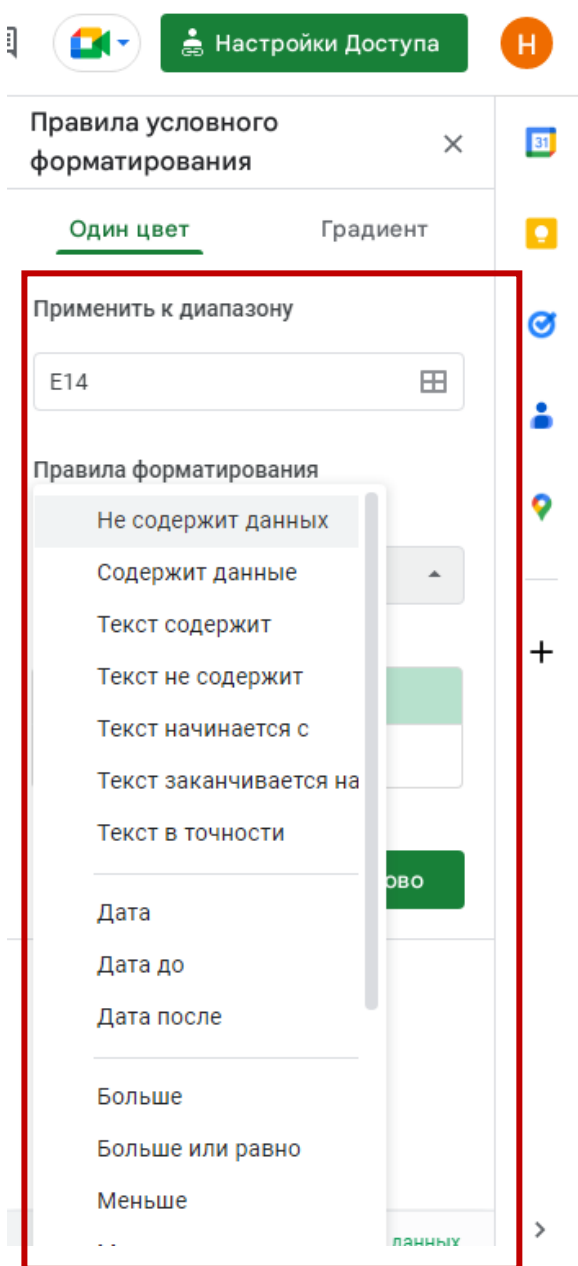 Настройки Доступа
Н
Правила условного
форматирования
31
Один цвет
Градиент
Применить к диапазону
E14
Правила форматирования
Не содержит данных
Содержит данные
Текст содержит
Текст не содержит
Текст начинается с
Текст заканчивается на
Текст в точности
ово
Дата
Дата до
Дата после
Больше
Больше или равно
Меньше
данных